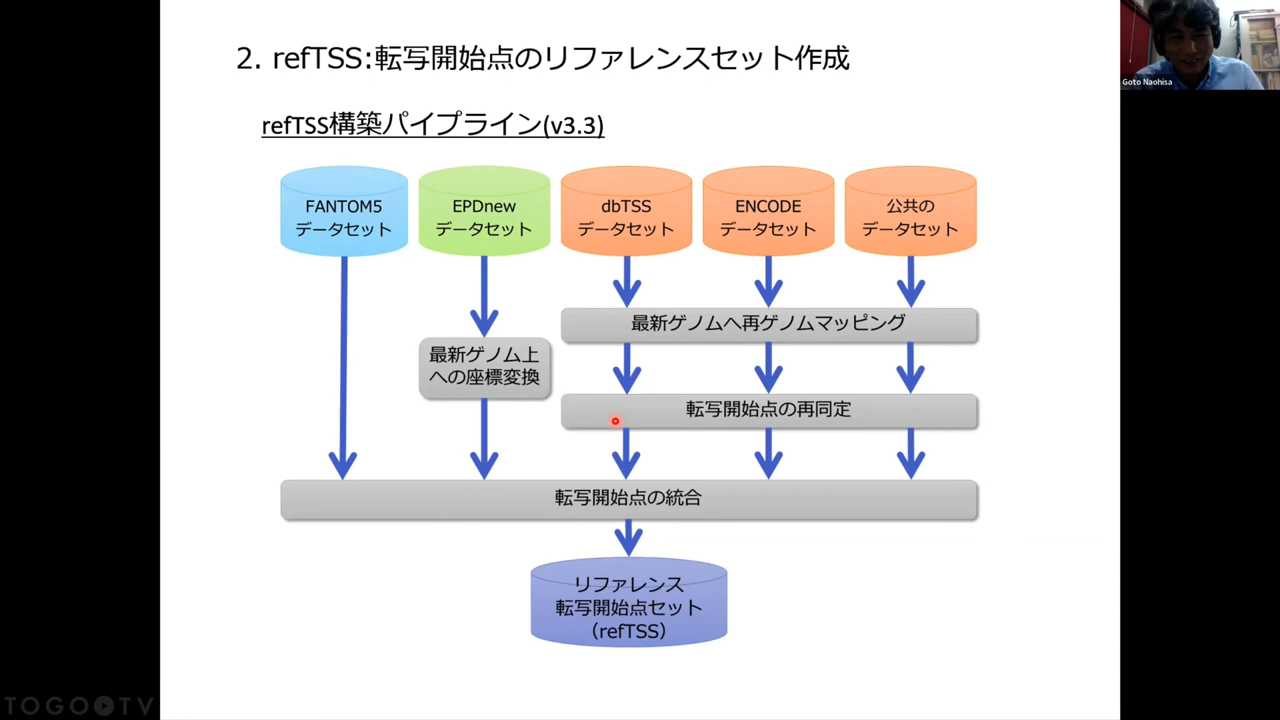 2. refTSS:転写開始点のリファレンスセット作成
Goto Naohisa
refTSS構築パイプライン(v3.3)
FANTOM5
データセット
EPDnew
データセット
dbTSS
データセット
ENCODE
データセット
公共の
データセット
最新ゲノムへ再ゲノムマッピング
最新ゲノム上
への座標変換
転写開始点の再同定
転写開始点の統合
リファレンス
転写開始点セット
(refTSS)
TOGO TV